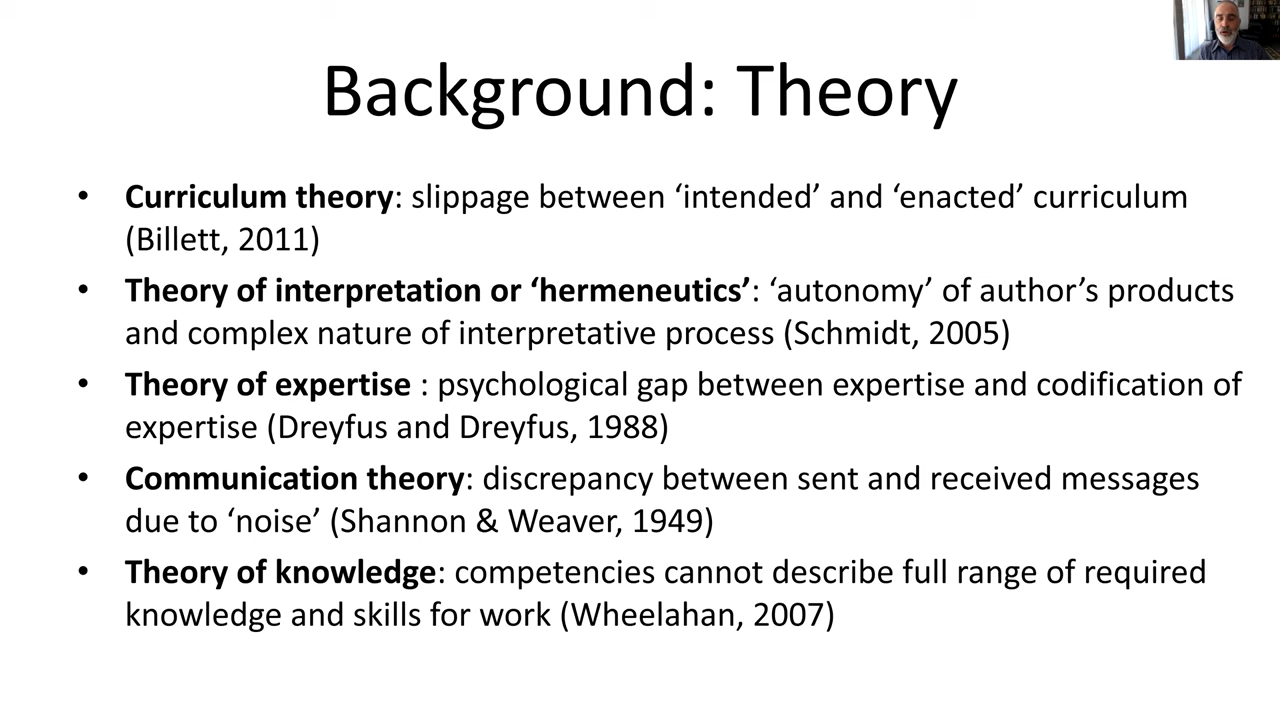 Background: Theory
• Curriculum theory: slippage between ‘intended’ and ‘enacted’ curriculum
(Billett, 2011)
• Theory of interpretation or ‘hermeneutics’: ‘autonomy’ of author’s products
and complex nature of interpretative process (Schmidt, 2005)
• Theory of expertise : psychological gap between expertise and codification of
expertise (Dreyfus and Dreyfus, 1988)
• Communication theory: discrepancy between sent and received messages
due to ‘noise’ (Shannon & Weaver, 1949)
• Theory of knowledge: competencies cannot describe full range of required
knowledge and skills for work (Wheelahan, 2007)